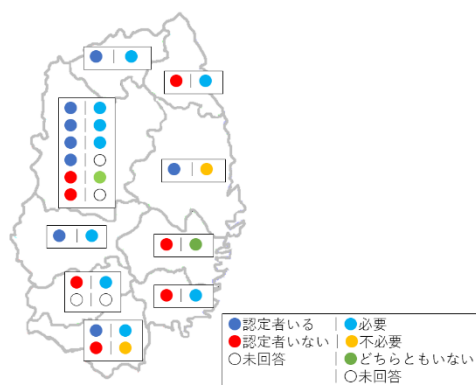 認定者いる
必要
認定者いない
不必要
未回答
どちらともいない
未回答